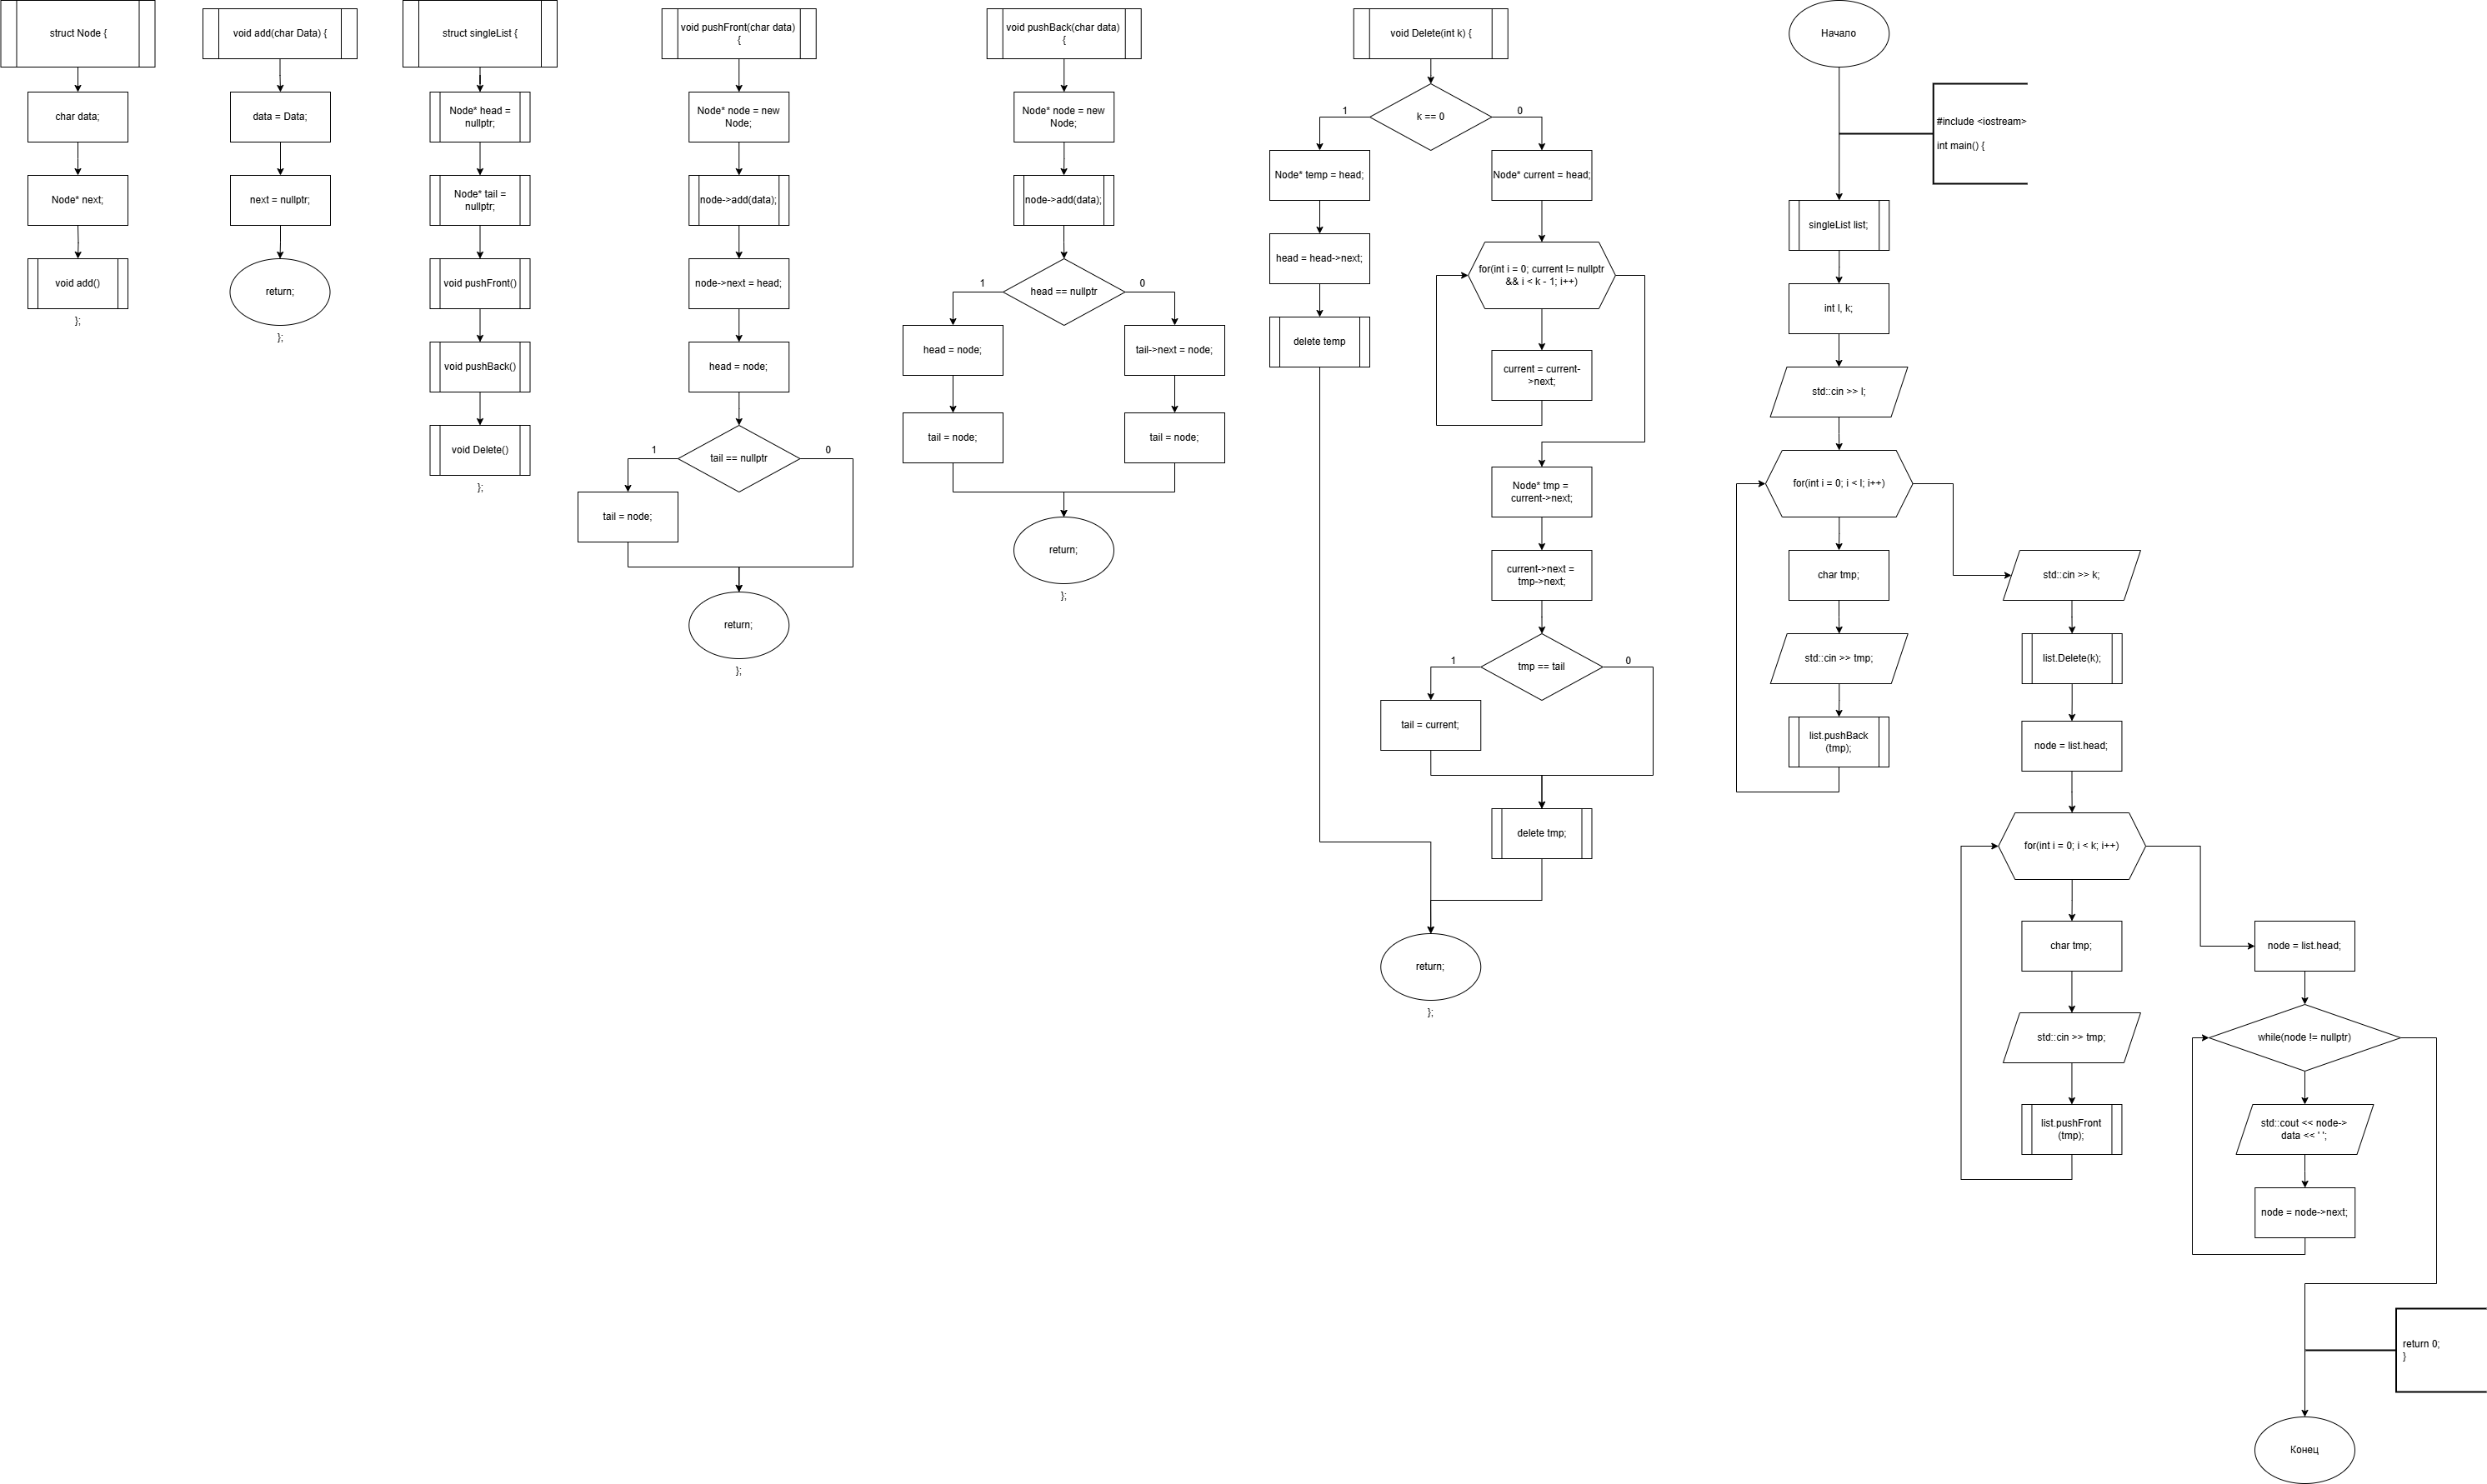 struct Node {
char data;
Node* next;
void add()
};
void add(char Data) {
data = Data;
next = nullptr;
return;
};
struct singleList {
Node* head =
nullptr;
Node* tail =
nullptr;
void pushFront()
void pushBack()
void Delete()
};
void pushFront(char data)
{
Node* node = new
Node;
node->add(data);
node->next = head;
head = node;
tail == nullptr
1
0
tail = node;
return;
};
void pushBack(char data)
{
Node* node = new
Node;
node->add(data);
head == nullptr
1
0
head = node;
tail->next = node;
tail = node;
tail = node;
return;
};
void Delete(int k) {
k == 0
1
0
Node* temp = head;
head = head->next;
delete temp
Node* current = head;
for(int i = 0; current != nullptr
&& i < k - 1; i++)
current = current-
>next;
Node* tmp =
current->next;
current->next =
tmp->next;
tmp == tail
1
0
tail = current;
delete tmp;
return;
};
Начало
#include <iostream>
int main() {
singleList list;
int l, k;
std::cin >> l;
for(int i = 0; i < l; i++)
char tmp;
std::cin >> tmp;
list.pushBack
(tmp);
std::cin >> k;
list.Delete(k);
node = list.head;
for(int i = 0; i < k; i++)
char tmp;
std::cin >> tmp;
list.pushFront
(tmp);
node = list.head;
while(node != nullptr)
std::cout << node->
data << ' ';
node = node->next;
return 0;
}
Конец